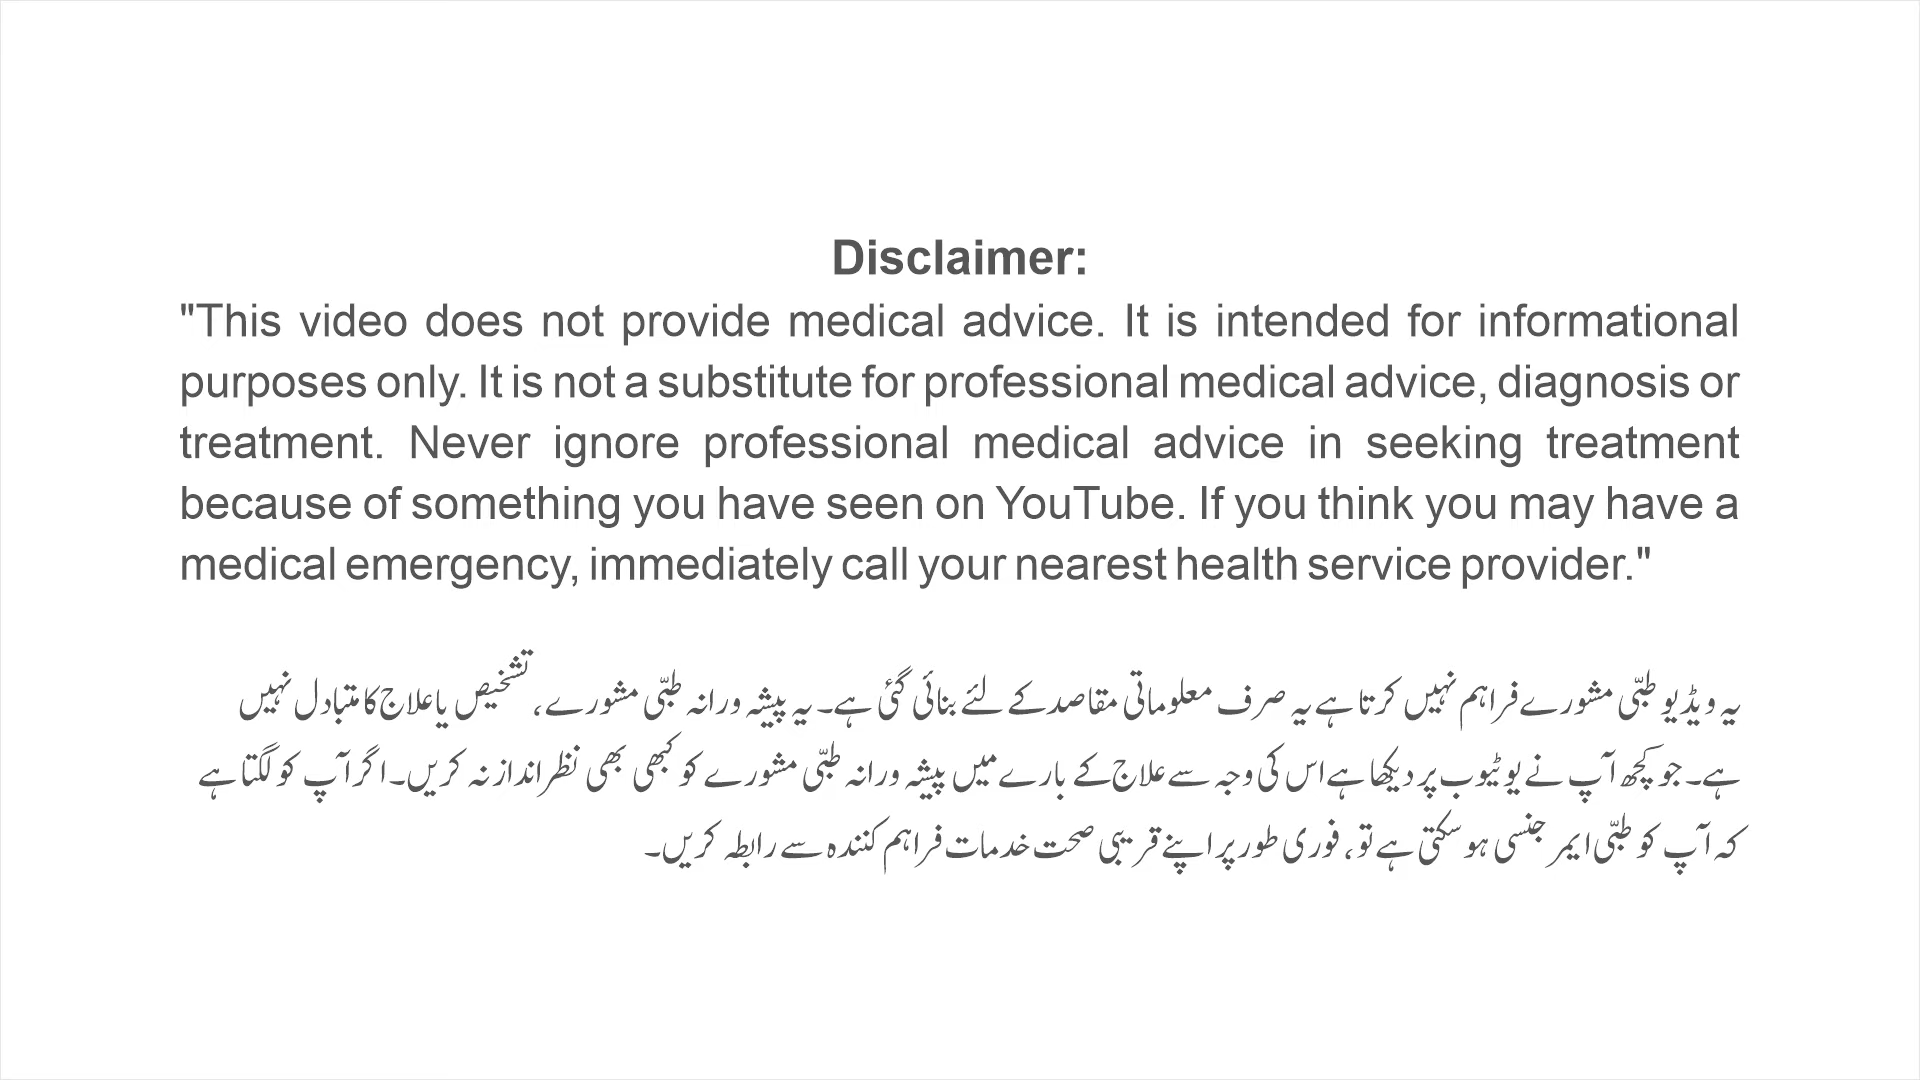 Disclaimer:
"This video does not provide medical advice. It is intended for informational
purposes only. It is not a substitute for professional medical advice, diagnosis or
treatment. Never ignore professional medical advice in seeking treatment
because of something you have seen on YouTube. If you think you may have a
medical emergency, immediately call your nearest health service provider."
یہ ویڈیو طبّی مشورے فراہم نہیں کرتا ہے یہ صرف معلوماتی مقاصد کے لئے بنائی گئی ہے۔ یہ پیشہ ورانہ طبّی مشورے، تشخیص یا علاج کا متبادل نہیں
ہے۔ جو کچھ آپ نے یوٹیوب پر دیکھا ہے اس کی وجہ سے علاج کے بارے میں پیشہ ورانہ طبّی مشورے کو کبھی بھی نظر انداز نہ کریں۔ اگر آپ کو لگتا ہے
کہ آپ کو طبّی ایمرجنسی ہو سکتی ہے تو، فوری طور پر اپنے قریبی صحت خدمات فراہم کنندہ سے رابطہ کریں۔